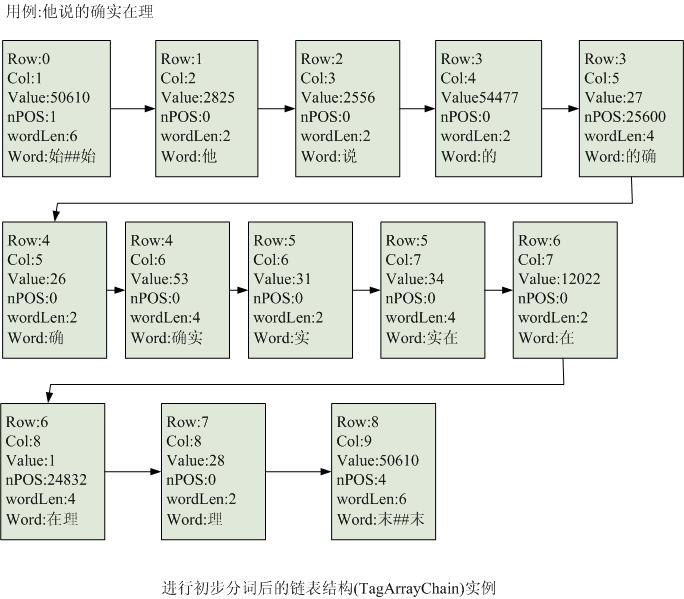 用例:他说的确实在理
Row:0
Col:1
Value:50610
nPOS:1
wordLen:6
Word:始##始
Row:1
Col:2
Value:2825
nPOS:0
wordLen:2
Word:他
Row:2
Col:3
Value:2556
nPOS:0
wordLen:2
Word:说
Row:3
Col:4
Value54477
nPOS:0
wordLen:2
Word:的
Row:3
Col:5
Value:27
nPOS:25600
wordLen:4
Word:的确
Row:4
Col:5
Value:26
nPOS:0
wordLen:2
Word:确
Row:4
Col:6
Value:53
nPOS:0
wordLen:4
Word:确实
Row:5
Col:6
Value:31
nPOS:0
wordLen:2
Word:实
Row:5
Col:7
Value:34
nPOS:0
wordLen:4
Word:实在
Row:6
Col:7
Value:12022
nPOS:0
wordLen:2
Word:在
Row:6
Col:8
Value:1
nPOS:24832
wordLen:4
Word:在理
Row:7
Col:8
Value:28
nPOS:0
wordLen:2
Word:理
Row:8
Col:9
Value:50610
nPOS:4
wordLen:6
Word:末##末
进行初步分词后的链表结构(TagArrayChain)实例